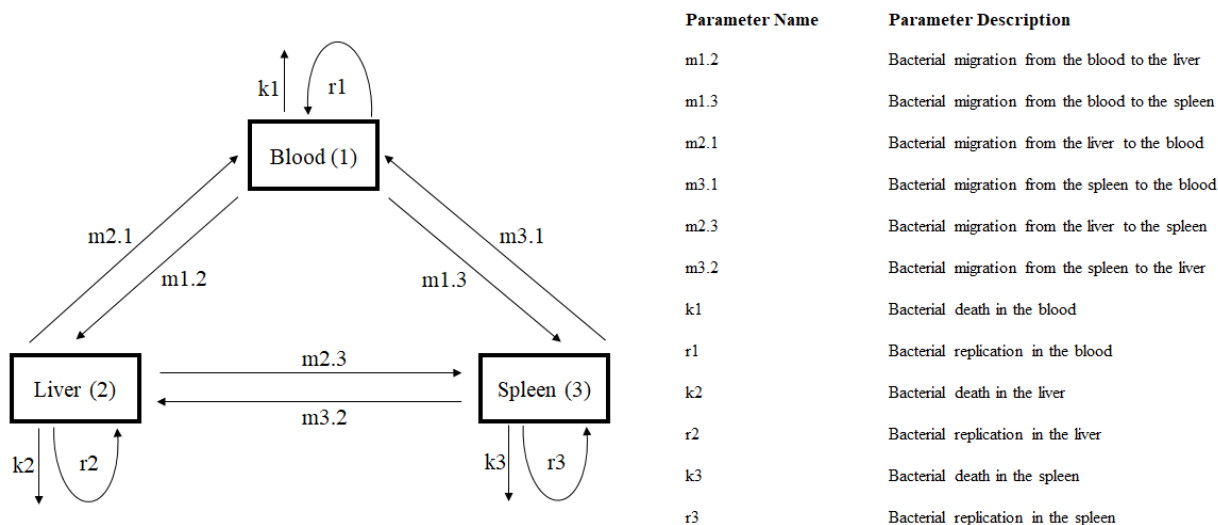 k1
r1
Blood (1)
m2.1
m1.2
m1.3
m3.1
m2.3
m3.2
Liver (2)
Spleen (3)
k2
r2
k3
r3
Parameter Name Parameter Description
m1.2 Bacterial migration from the blood to the liver
m1.3 Bacterial migration from the blood to the spleen
m2.1 Bacterial migration from the liver to the blood
m3.1 Bacterial migration from the spleen to the blood
m2.3 Bacterial migration from the liver to the spleen
m3.2 Bacterial migration from the spleen to the liver
k1 Bacterial death in the blood
r1 Bacterial replication in the blood
k2 Bacterial death in the liver
r2 Bacterial replication in the liver
k3 Bacterial death in the spleen
r3 Bacterial replication in the spleen